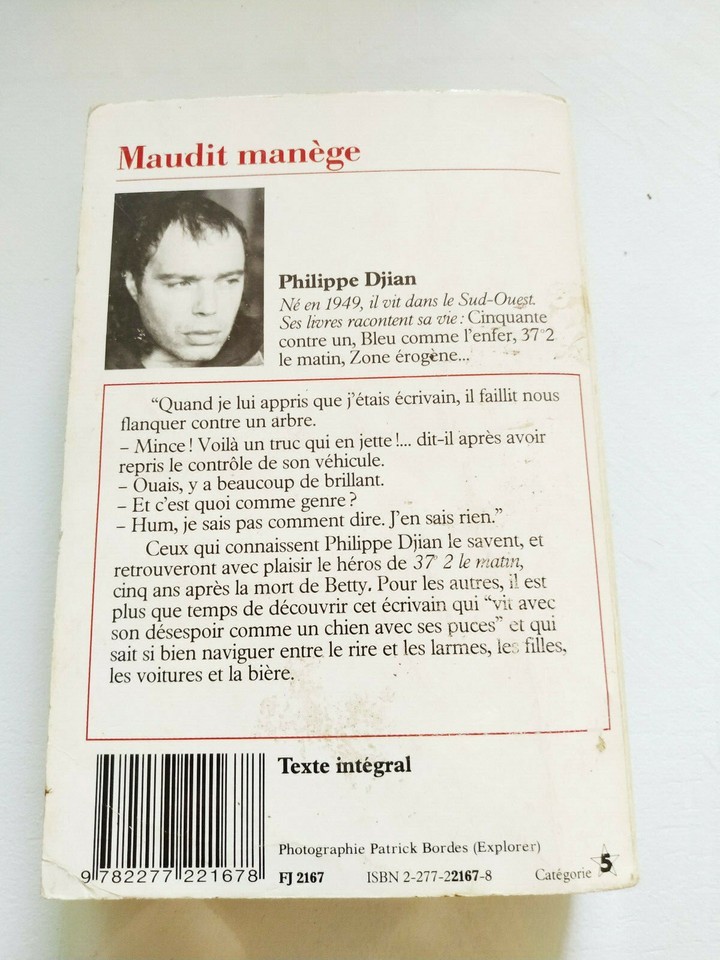 Maudit manège
Philippe Djian
Né en 1949, il vit dans le Sud-Ouest.
Ses livres racontent sa vie : Cinquante
contre un, Bleu comme l'enfer, 37°2
le matin, Zone érogène...
“Quand je lui appris que j'étais écrivain, il faillit nous
flanquer contre un arbre.
– Mince ! Voilà un truc qui en jette !... dit-il après avoir
repris le contrôle de son véhicule.
– Ouais, y a beaucoup de brillant.
– Et c'est quoi comme genre ?
– Hum, je sais pas comment dire. J'en sais rien.”
Ceux qui connaissent Philippe Djian le savent, et
retrouveront avec plaisir le héros de 37° 2 le matin,
cinq ans après la mort de Betty. Pour les autres, il est
plus que temps de découvrir cet écrivain qui “vit avec
son désespoir comme un chien avec ses puces” et qui
sait si bien naviguer entre le rire et les larmes, les filles,
les voitures et la bière.
Texte intégral
Photographie Patrick Bordes (Explorer)
9 782277 221678
FJ 2167 ISBN 2-277-22167-8 Catégorie 5